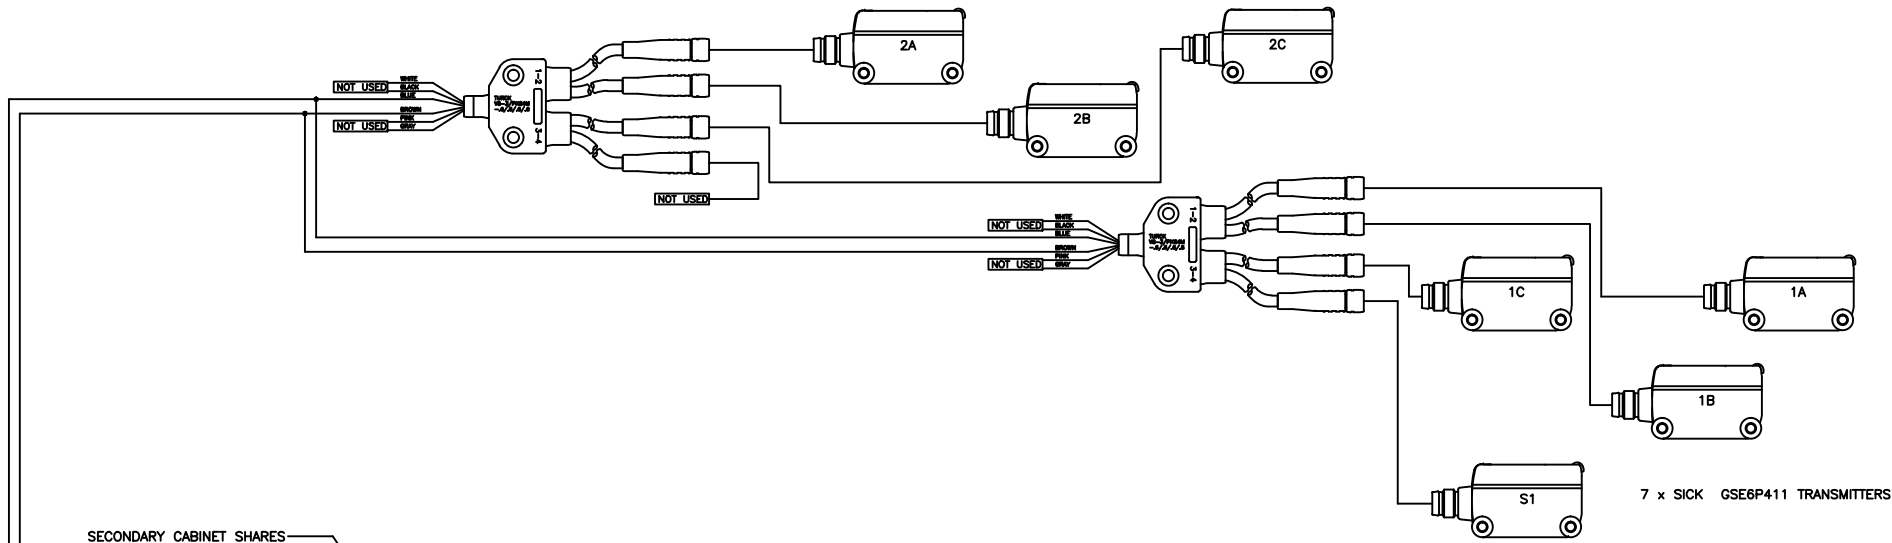 2A
2C
NOT USED
WHITE
BLACK
BLUE
BROWN
PINK
GRAY
NOT USED
1-2
3-4
TURCK
2B
NOT USED
NOT USED
WHITE
BLACK
BLUE
BROWN
PINK
GRAY
NOT USED
1-2
3-4
TURCK
1C
1A
1B
S1
7 x SICK GSE6P411 TRANSMITTERS
SECONDARY CABINET SHARES